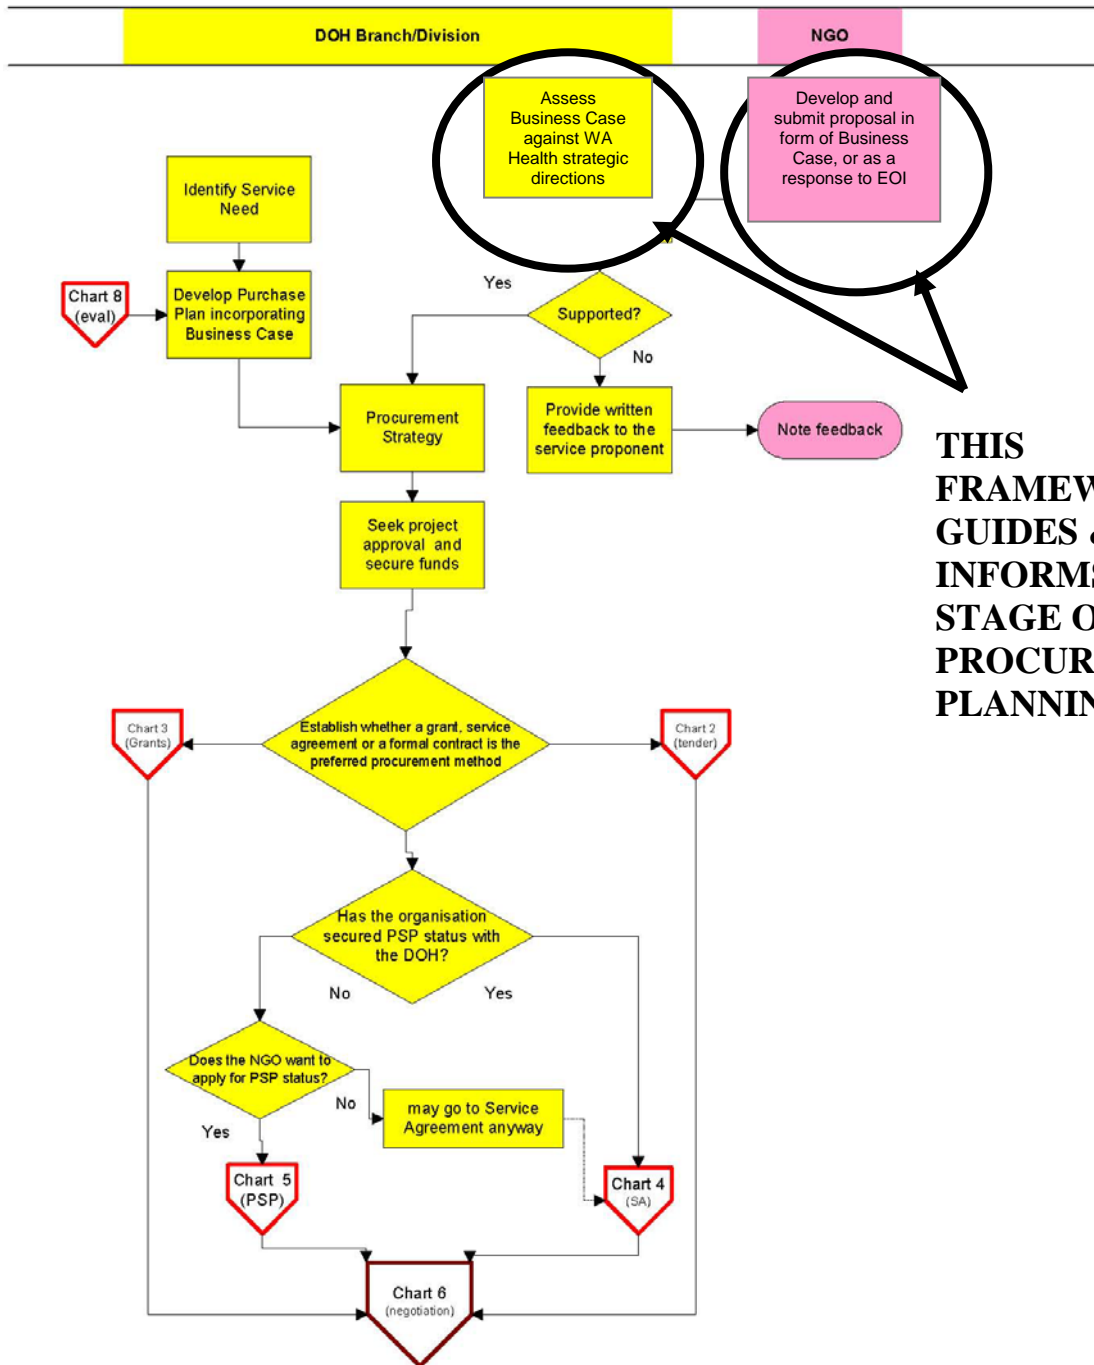 DOH Branch/Division
NGO
Assess
Business Case
against WA
Health strategic
directions
Develop and
submit proposal in
form of Business
Case, or as a
response to EOI
Identify Service
Need
Chart 8
(eval)
Develop Purchase
Plan incorporating
Business Case
Yes
Supported?
No
Procurement
Strategy
Provide written
feedback to the
service proponent
Note feedback
THIS
GUIDES
INFORMS
STAGE
Seek project
approval and
secure funds
Chart 3
(Grants)
Establish whether a grant, service
agreement or a formal contract is the
preferred procurement method
Chart 2
(tender)
Has the organisation
secured PSP status with
the DOH?
No
Yes
Does the NGO want to
apply for PSP status?
No
may go to Service
Agreement anyway
Yes
Chart 5
(PSP)
Chart 4
(SA)
Chart 6
(negotiation)